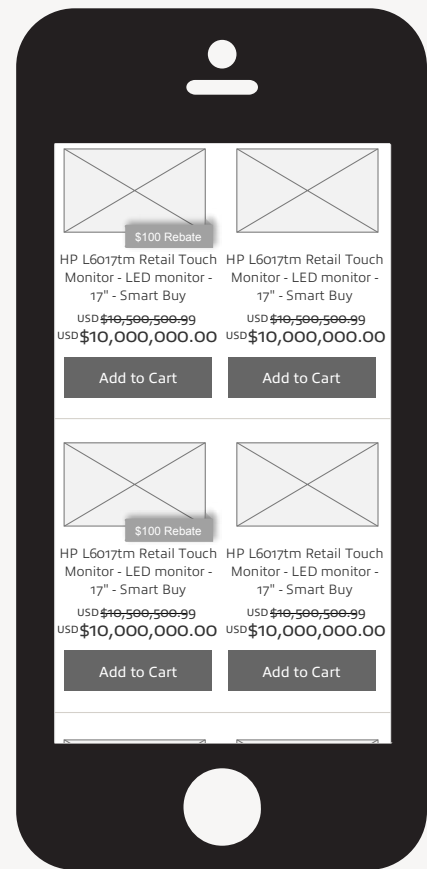 $100 Rebate
HP L6017tm Retail Touch
Monitor - LED monitor -
17" - Smart Buy
USD $10,500,500.99
USD $10,000,000.00
Add to Cart
HP L6017tm Retail Touch
Monitor - LED monitor -
17" - Smart Buy
USD $10,500,500.99
USD $10,000,000.00
Add to Cart
$100 Rebate
HP L6017tm Retail Touch
Monitor - LED monitor -
17" - Smart Buy
USD $10,500,500.99
USD $10,000,000.00
Add to Cart
HP L6017tm Retail Touch
Monitor - LED monitor -
17" - Smart Buy
USD $10,500,500.99
USD $10,000,000.00
Add to Cart